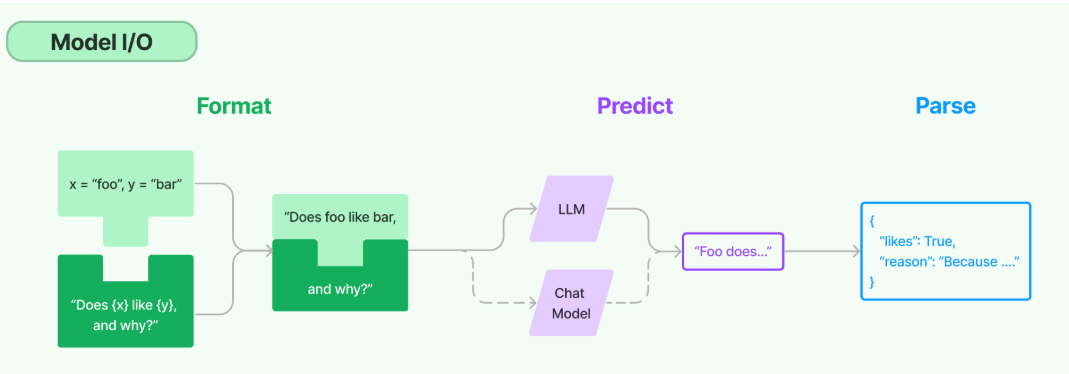 Model I/O
Format
Predict
Parse
x = “foo”, y = “bar”
“Does {x} like {y},
and why?”
“Does foo like bar,
and why?”
LLM
Chat
Model
“Foo does...”
{
“likes”: True,
“reason”: “Because ....“
}